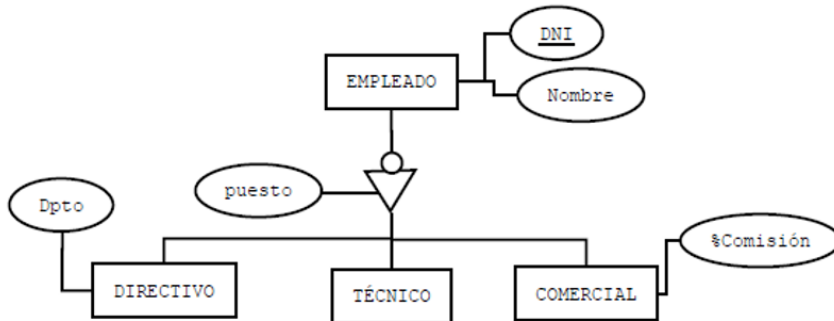 DNI
EMPLEADO
Nombre
puesto
Dpto
%Comisión
DIRECTIVO
TÉCNICO
COMERCIAL